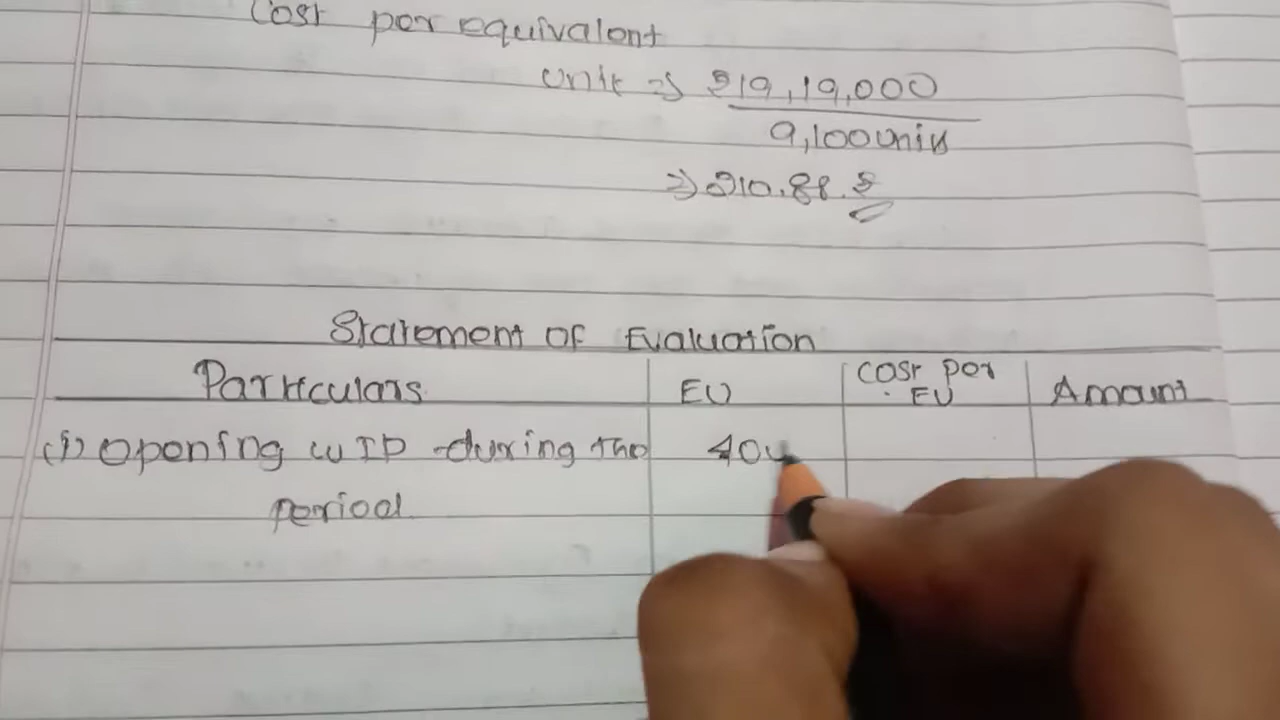 Cost per equivalent
Unit ⇒ ₹19,19,000
9,100 units
⇒ 210.88 ₹
Statement of Evaluation
Particulars EU Cost per EU Amount
(i) Opening WIP during the 400
period